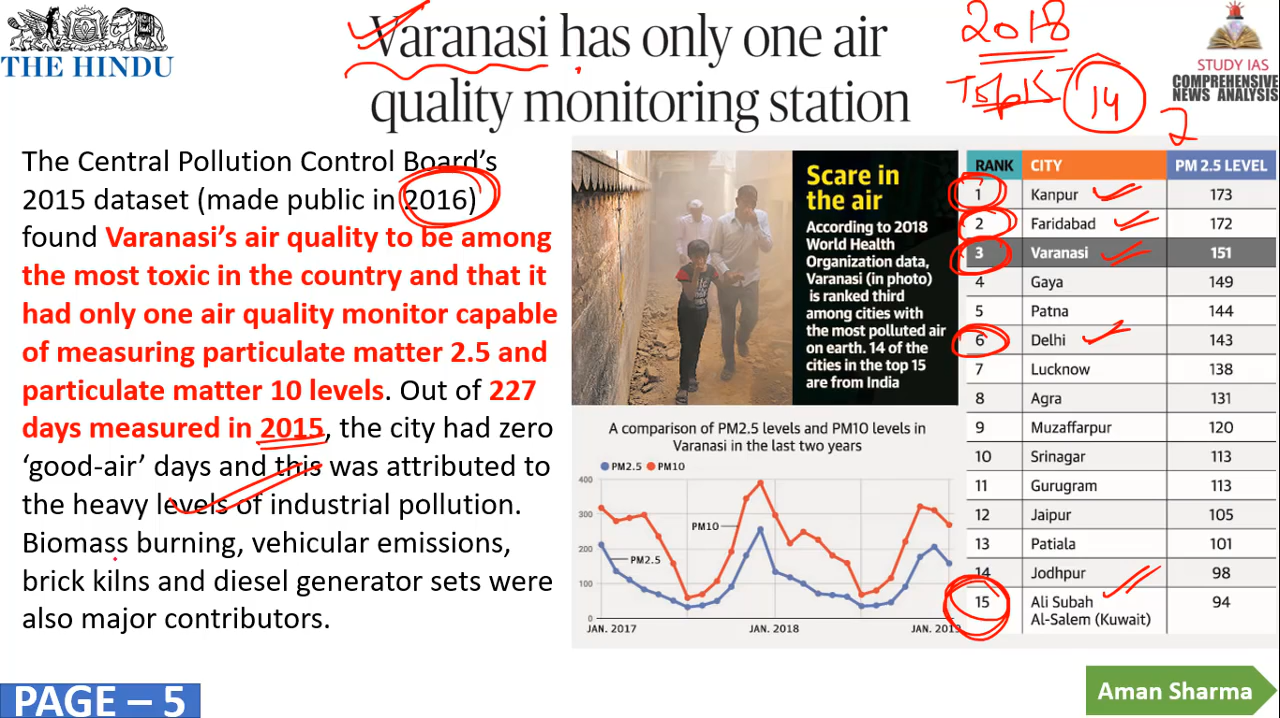 THE HINDU
Varanasi has only one air
quality monitoring station
2018
Top 15 - 14
2
STUDY IAS
COMPREHENSIVE
NEWS ANALYSIS
The Central Pollution Control Board's
2015 dataset (made public in 2016)
found Varanasi's air quality to be among
the most toxic in the country and that it
had only one air quality monitor capable
of measuring particulate matter 2.5 and
particulate matter 10 levels. Out of 227
days measured in 2015, the city had zero
'good-air' days and this was attributed to
the heavy levels of industrial pollution.
Biomass burning, vehicular emissions,
brick kilns and diesel generator sets were
also major contributors.
Scare in
the air
According to 2018
World Health
Organization data,
Varanasi (in photo)
is ranked third
among cities with
the most polluted air
on earth. 14 of the
cities in the top 15
are from India
A comparison of PM2.5 levels and PM10 levels in
Varanasi in the last two years
PM2.5 PM10
400
300
200
100
0
PM10
PM2.5
JAN. 2017 JAN. 2018 JAN. 2019
RANK CITY PM 2.5 LEVEL
1 Kanpur 173
2 Faridabad 172
3 Varanasi 151
4 Gaya 149
5 Patna 144
6 Delhi 143
7 Lucknow 138
8 Agra 131
9 Muzaffarpur 120
10 Srinagar 113
11 Gurugram 113
12 Jaipur 105
13 Patiala 101
14 Jodhpur 98
15 Ali Subah 94
Al-Salem (Kuwait)
PAGE – 5
Aman Sharma